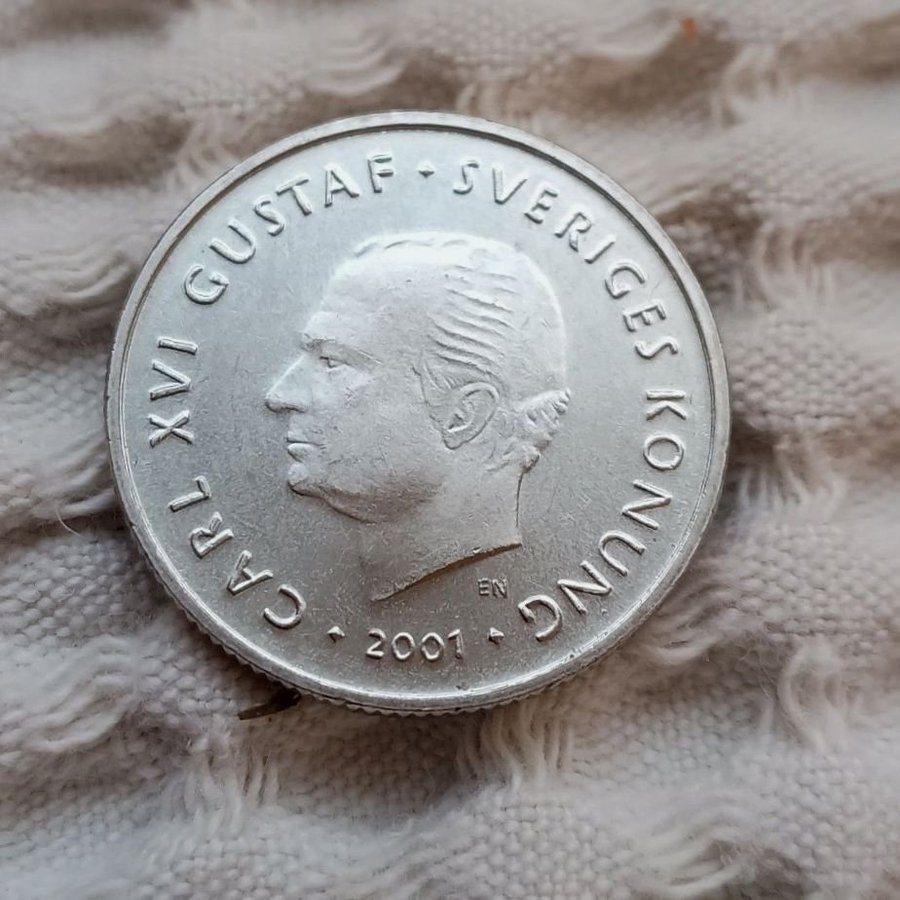 CARL XVI GUSTAF · SVERIGES KONUNG
EN
· 2001 ·